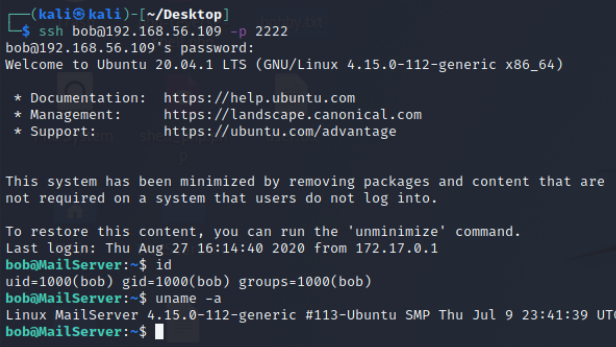 ┌──(kali㉿kali)-[~/Desktop]
└─$ ssh bob@192.168.56.109 -p 2222
bob@192.168.56.109's password:
Welcome to Ubuntu 20.04.1 LTS (GNU/Linux 4.15.0-112-generic x86_64)
* Documentation:  https://help.ubuntu.com
* Management:     https://landscape.canonical.com
* Support:        https://ubuntu.com/advantage
This system has been minimized by removing packages and content that are
not required on a system that users do not log into.
To restore this content, you can run the 'unminimize' command.
Last login: Thu Aug 27 16:14:40 2020 from 172.17.0.1
bob@MailServer:~$ id
uid=1000(bob) gid=1000(bob) groups=1000(bob)
bob@MailServer:~$ uname -a
Linux MailServer 4.15.0-112-generic #113-Ubuntu SMP Thu Jul 9 23:41:39 UTC
bob@MailServer:~$